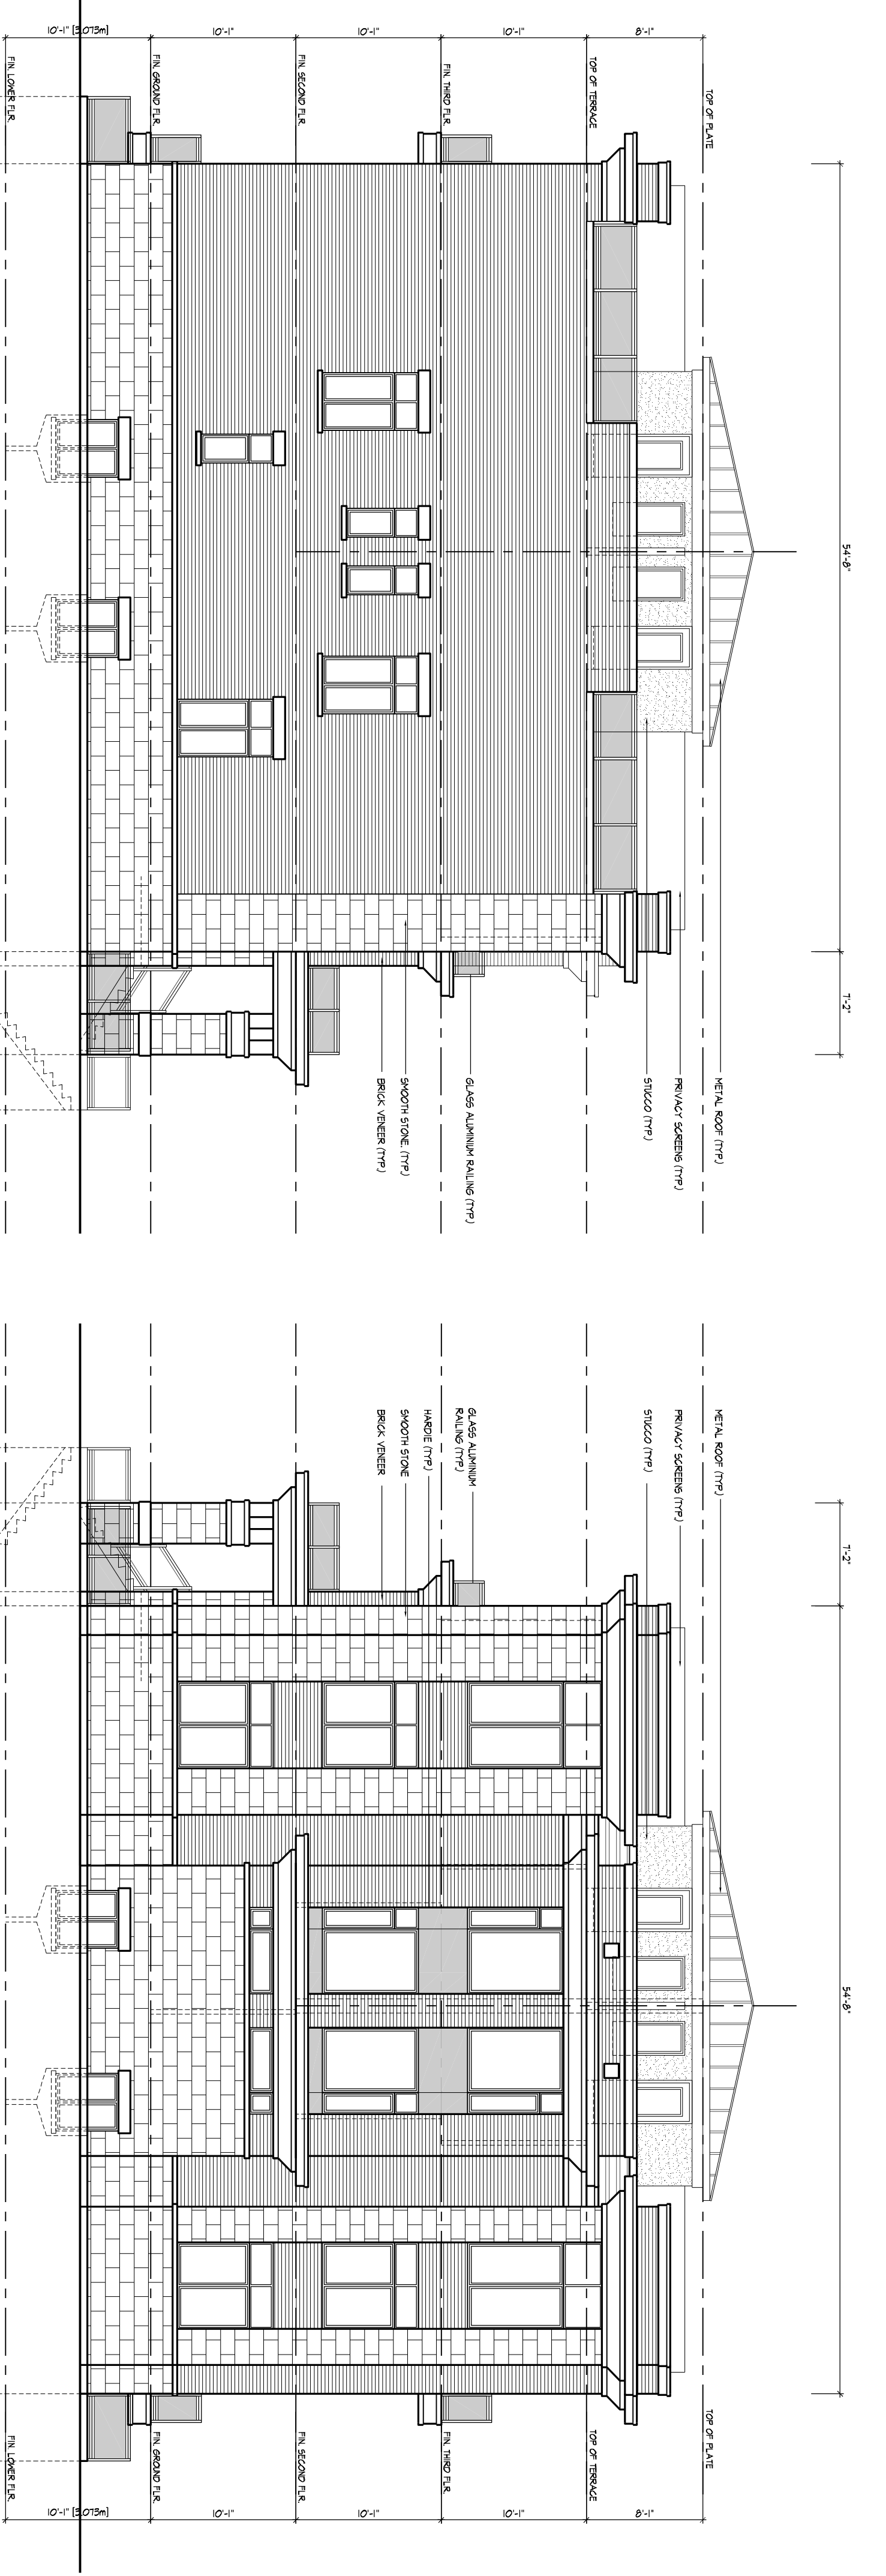 10'-1" [3.073m]
10'-1"
10'-1"
10'-1"
8'-1"
FIN. LOWER FLR.
FIN. GROUND FLR.
FIN. SECOND FLR.
FIN. THIRD FLR.
TOP OF TERRACE
TOP OF PLATE
54'-8"
7'-2"
METAL ROOF (TYP.)
PRIVACY SCREENS (TYP.)
STUCCO (TYP.)
GLASS ALUMINIUM RAILING (TYP.)
SMOOTH STONE. (TYP.)
BRICK VENEER (TYP.)
METAL ROOF (TYP.)
PRIVACY SCREENS (TYP.)
STUCCO (TYP.)
GLASS ALUMINIUM
RAILING (TYP.)
HARDIE (TYP.)
SMOOTH STONE
BRICK VENEER
7'-2"
54'-8"
TOP OF PLATE
TOP OF TERRACE
FIN. THIRD FLR.
FIN. SECOND FLR.
FIN. GROUND FLR.
FIN. LOWER FLR.
8'-1"
10'-1"
10'-1"
10'-1"
10'-1" [3.073m]